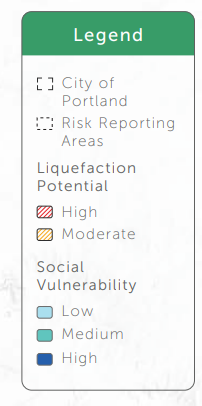 Legend
City of
Portland
Risk Reporting
Areas
Liquefaction
Potential
High
Moderate
Social
Vulnerability
Low
Medium
High